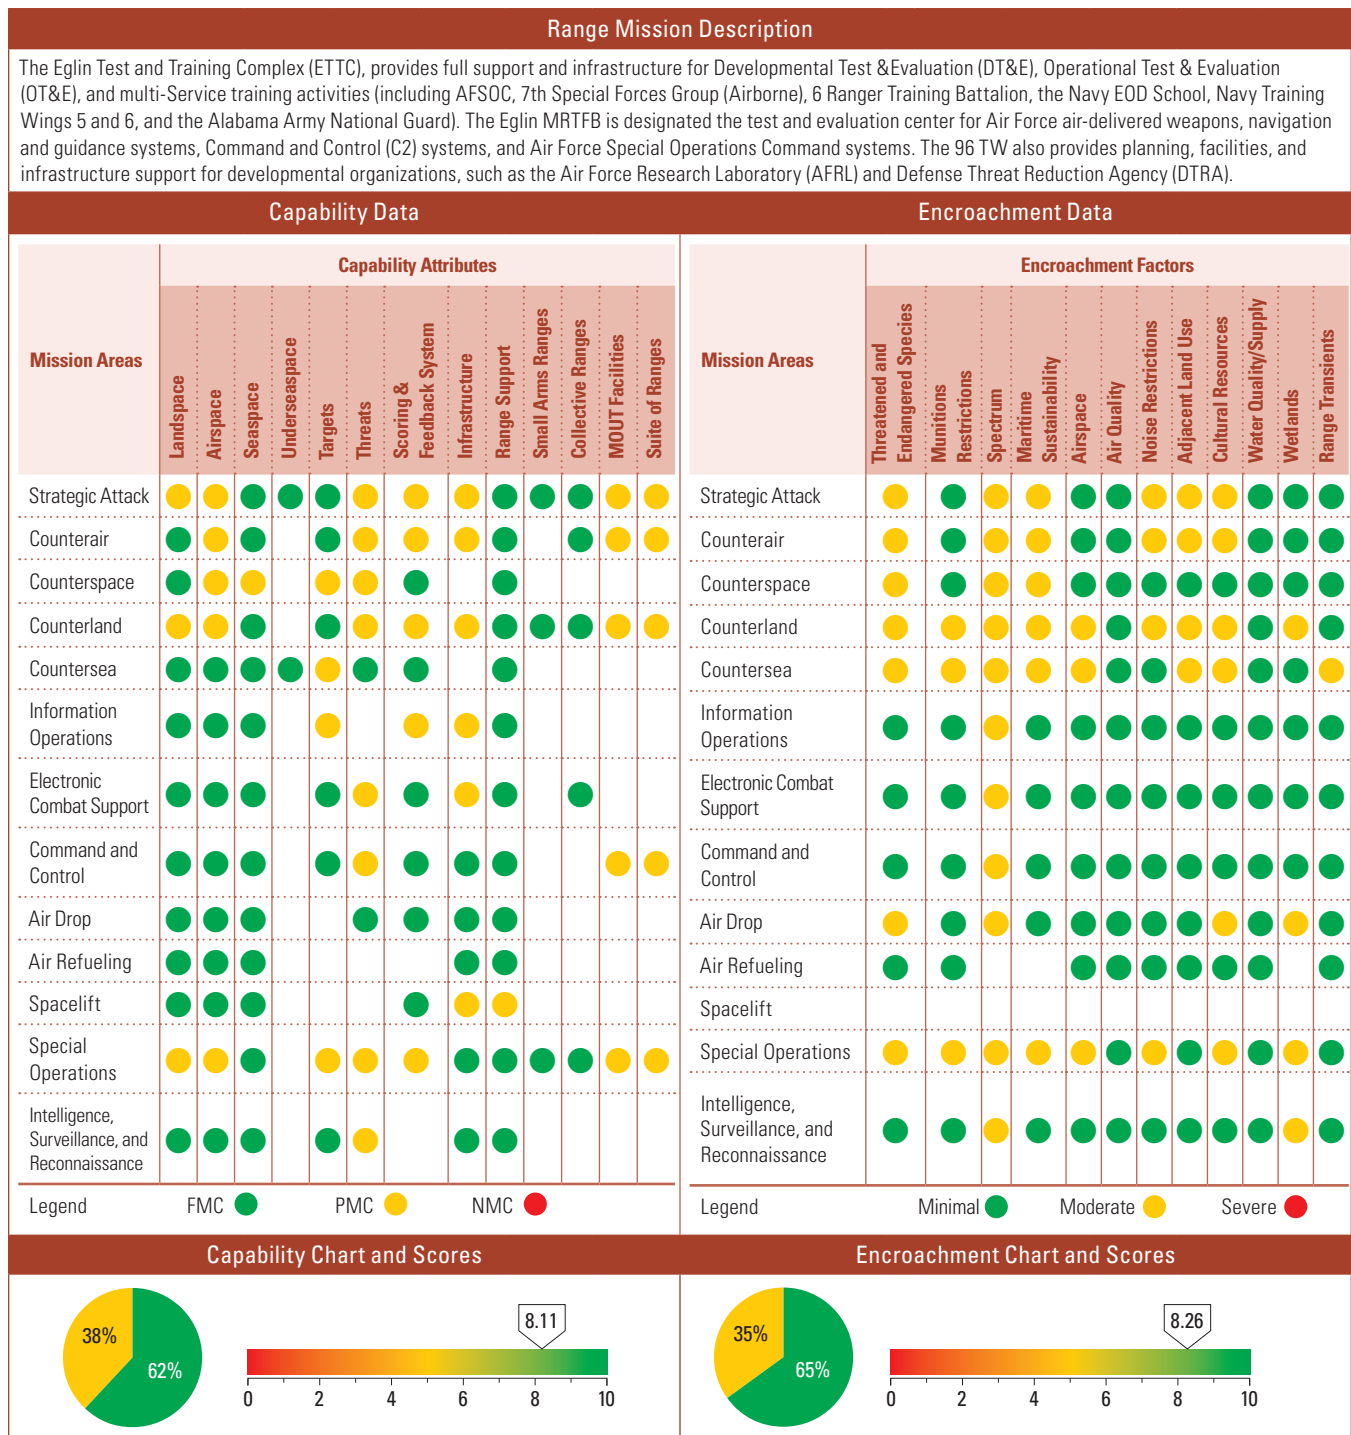 Range Mission Description
The Eglin Test and Training Complex (ETTC), provides full support and infrastructure for Developmental Test &Evaluation (DT&E), Operational Test & Evaluation
(OT&E), and multi-Service training activities (including AFSOC, 7th Special Forces Group (Airborne), 6 Ranger Training Battalion, the Navy EOD School, Navy Training
Wings 5 and 6, and the Alabama Army National Guard). The Eglin MRTFB is designated the test and evaluation center for Air Force air-delivered weapons, navigation
and guidance systems, Command and Control (C2) systems, and Air Force Special Operations Command systems. The 96 TW also provides planning, facilities, and
infrastructure support for developmental organizations, such as the Air Force Research Laboratory (AFRL) and Defense Threat Reduction Agency (DTRA).
Capability Data
Mission Areas
Capability Attributes
Landspace
Airspace
Seaspace
Underseaspace
Targets
Threats
Scoring &
Feedback System
Infrastructure
Range Support
Small Arms Ranges
Collective Ranges
MOUT Facilities
Suite of Ranges
Strategic Attack
Counterair
Counterspace
Counterland
Countersea
Information
Operations
Electronic
Combat Support
Command and
Control
Air Drop
Air Refueling
Spacelift
Special
Operations
Intelligence,
Surveillance, and
Reconnaissance
Legend FMC PMC NMC
Encroachment Data
Mission Areas
Encroachment Factors
Threatened and
Endangered Species
Munitions
Restrictions
Spectrum
Maritime
Sustainability
Airspace
Air Quality
Noise Restrictions
Adjacent Land Use
Cultural Resources
Water Quality/Supply
Wetlands
Range Transients
Strategic Attack
Counterair
Counterspace
Counterland
Countersea
Information
Operations
Electronic Combat
Support
Command and
Control
Air Drop
Air Refueling
Spacelift
Special Operations
Intelligence,
Surveillance, and
Reconnaissance
Legend Minimal Moderate Severe
Capability Chart and Scores
38%
62%
8.11
0 2 4 6 8 10
Encroachment Chart and Scores
35%
65%
8.26
0 2 4 6 8 10